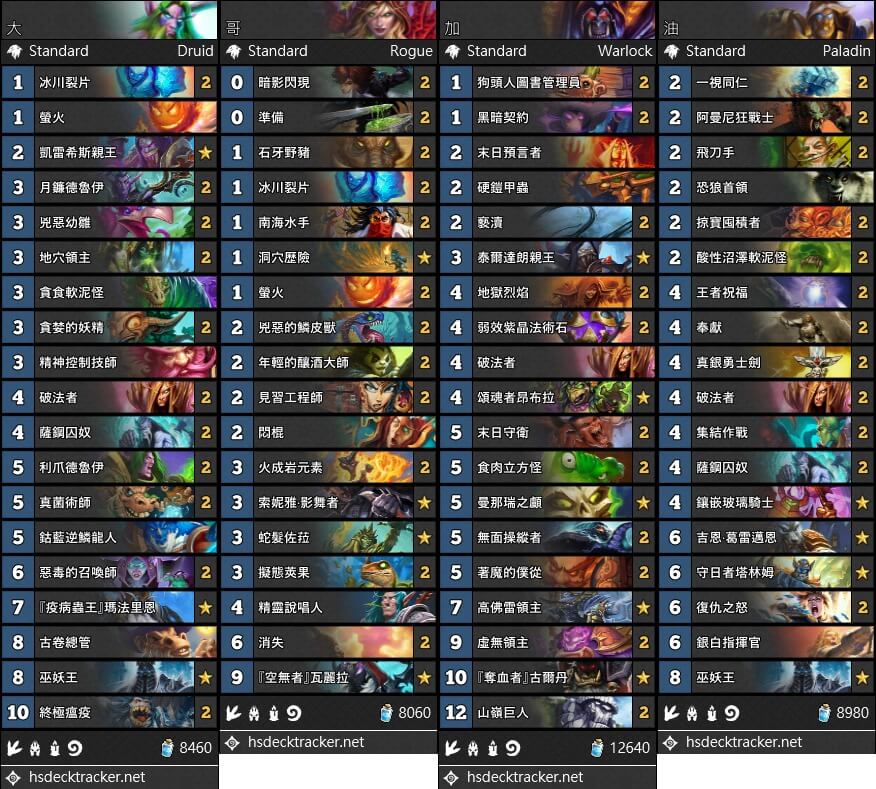 大
Standard Druid
1 冰川裂片 2
1 螢火
2 凱雷希斯親王 ★
3 月鐮德魯伊 2
3 兇惡幼雛 2
3 地穴領主 2
3 貪食軟泥怪
3 貪婪的妖精 2
3 精神控制技師
4 破法者 2
4 薩鋼囚奴 2
5 利爪德魯伊 2
5 真菌術師 2
5 鈷藍逆鱗龍人
6 惡毒的召喚師 2
7 『疫病蟲王』瑪法里恩 ★
8 古卷總管
8 巫妖王 ★
10 終極瘟疫 2
8460
hsdecktracker.net
哥
Standard Rogue
0 暗影閃現 2
0 準備 2
1 石牙野豬 2
1 冰川裂片 2
1 南海水手 2
1 洞穴歷險 ★
1 螢火 2
2 兇惡的鱗皮獸 2
2 年輕的釀酒大師 2
2 見習工程師 2
2 悶棍
3 火成岩元素 2
3 索妮雅·影舞者 ★
3 蛇髮佐菈 ★
3 擬態莢果 2
4 精靈說唱人
6 消失 2
9 『空無者』瓦麗拉 ★
8060
hsdecktracker.net
加
Standard Warlock
1 狗頭人圖書管理員 2
1 黑暗契約 2
2 末日預言者
2 硬鎧甲蟲
2 褻瀆 2
3 泰爾達朗親王 ★
4 地獄烈焰 2
4 弱效紫晶法術石 2
4 破法者
4 頌魂者昂布拉 ★
5 末日守衛 2
5 食肉立方怪 2
5 曼那瑞之顱 ★
5 無面操縱者 2
5 著魔的僕從 2
7 高佛雷領主 ★
9 虛無領主 2
10 『奪血者』古爾丹 ★
12 山嶺巨人 2
12640
hsdecktracker.net
油
Standard Paladin
2 一視同仁 2
2 阿曼尼狂戰士 2
2 飛刀手 2
2 恐狼首領 2
2 掠寶囤積者 2
2 酸性沼澤軟泥怪 2
4 王者祝福 2
4 奉獻 2
4 真銀勇士劍 2
4 破法者 2
4 集結作戰 2
4 薩鋼囚奴 2
4 鑲嵌玻璃騎士 ★
6 吉恩·葛雷邁恩 ★
6 守日者塔林姆 ★
6 復仇之怒 2
6 銀白指揮官
8 巫妖王 ★
8980
hsdecktracker.net